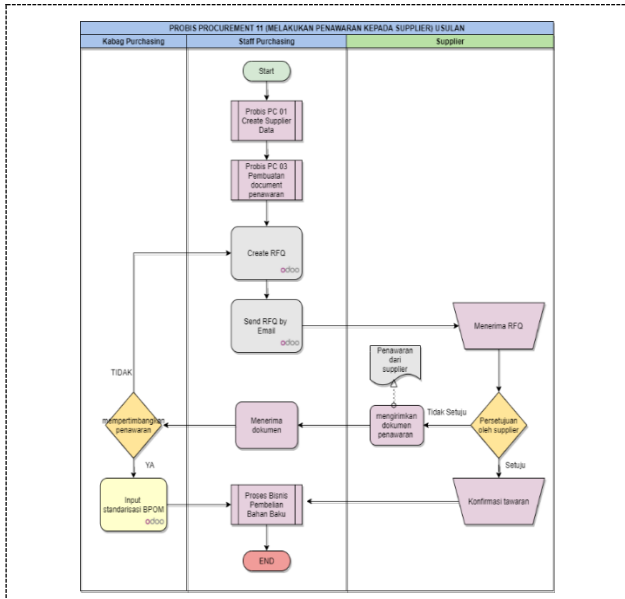 PROBIS PROCUREMENT 11 (MELAKUKAN PENAWARAN KEPADA SUPPLIER) USULAN
Kabag Purchasing
Staff Purchasing
Supplier
Start
Probis PC 01
Create Supplier
Data
Probis PC 03
Pembuatan
document
penawaran
Create RFQ
odoo
Send RFQ by
Email
odoo
Menerima RFQ
Penawaran
dari
supplier
TIDAK
mempertimbangkan
penawaran
Menerima
dokumen
mengirimkan
dokumen
penawaran
Tidak Setuju
Persetujuan
oleh supplier
YA
Setuju
Input
standarisasi BPOM
odoo
Proses Bisnis
Pembelian
Bahan Baku
Konfirmasi tawaran
END